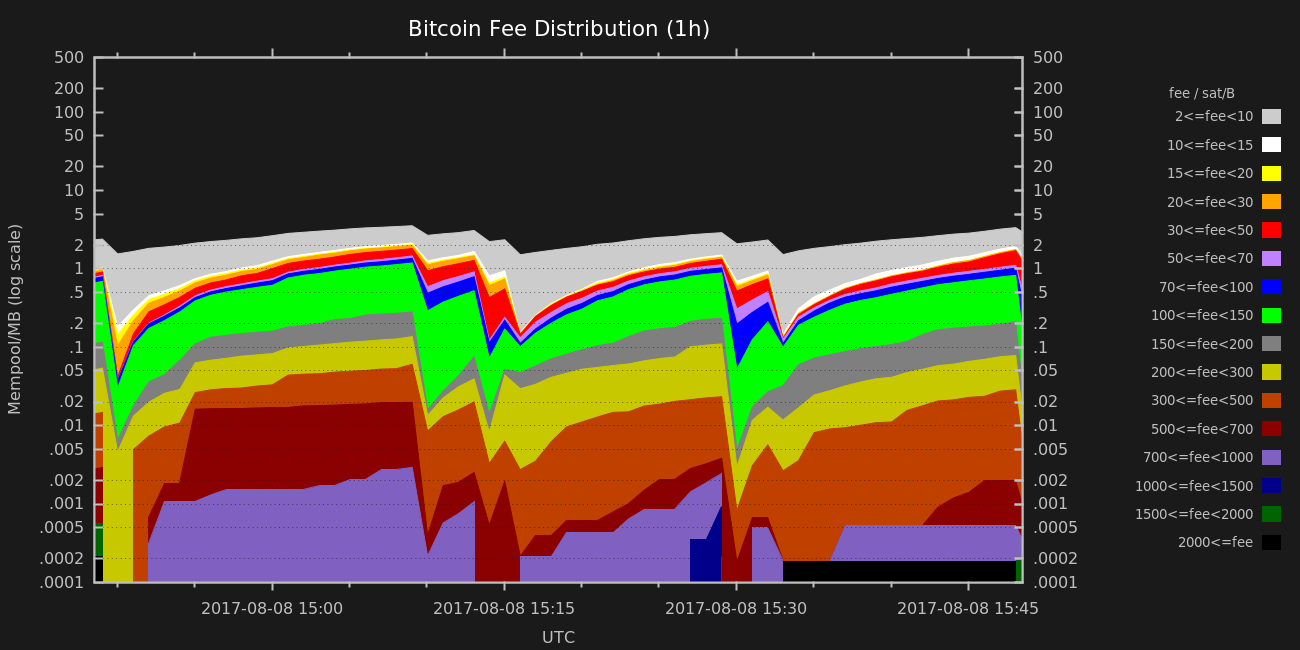 Bitcoin Fee Distribution (1h)
Mempool/MB (log scale)
500
200
100
50
20
10
5
2
1
.5
.2
.1
.05
.02
.01
.005
.002
.001
.0005
.0002
.0001
500
200
100
50
20
10
5
2
1
.5
.2
.1
.05
.02
.01
.005
.002
.001
.0005
.0002
.0001
2017-08-08 15:00
2017-08-08 15:15
2017-08-08 15:30
2017-08-08 15:45
UTC
fee / sat/B
2<=fee<10
10<=fee<15
15<=fee<20
20<=fee<30
30<=fee<50
50<=fee<70
70<=fee<100
100<=fee<150
150<=fee<200
200<=fee<300
300<=fee<500
500<=fee<700
700<=fee<1000
1000<=fee<1500
1500<=fee<2000
2000<=fee